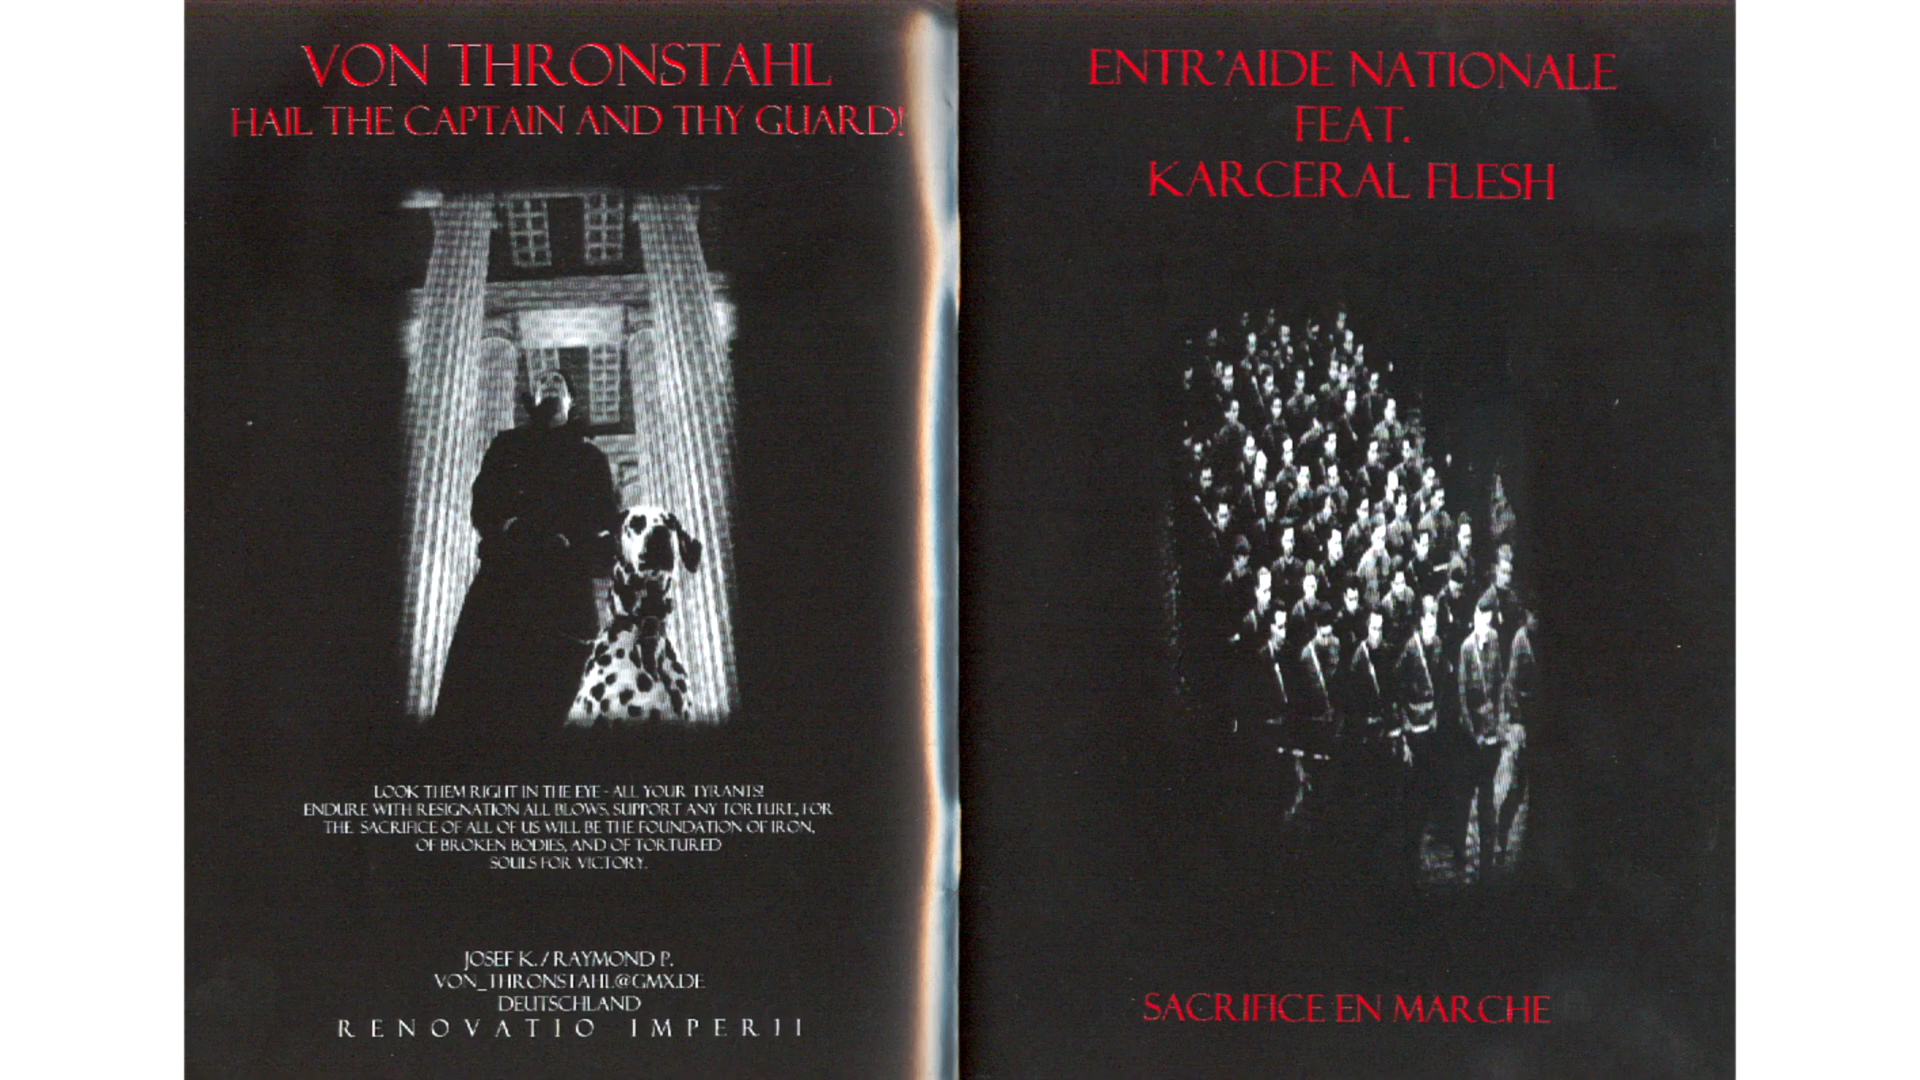 VON THRONSTAHL
HAIL THE CAPTAIN AND THY GUARD!
LOOK THEM RIGHT IN THE EYE - ALL YOUR TYRANTS!
ENDURE WITH RESIGNATION ALL BLOWS, SUPPORT ANY TORTURE, FOR
THE SACRIFICE OF ALL OF US WILL BE THE FOUNDATION OF IRON,
OF BROKEN BODIES, AND OF TORTURED
SOULS FOR VICTORY.
JOSEF K. / RAYMOND P.
VON_THRONSTAHL@GMX.DE
DEUTSCHLAND
RENOVATIO IMPERII
ENTR'AIDE NATIONALE
FEAT.
KARCERAL FLESH
SACRIFICE EN MARCHE